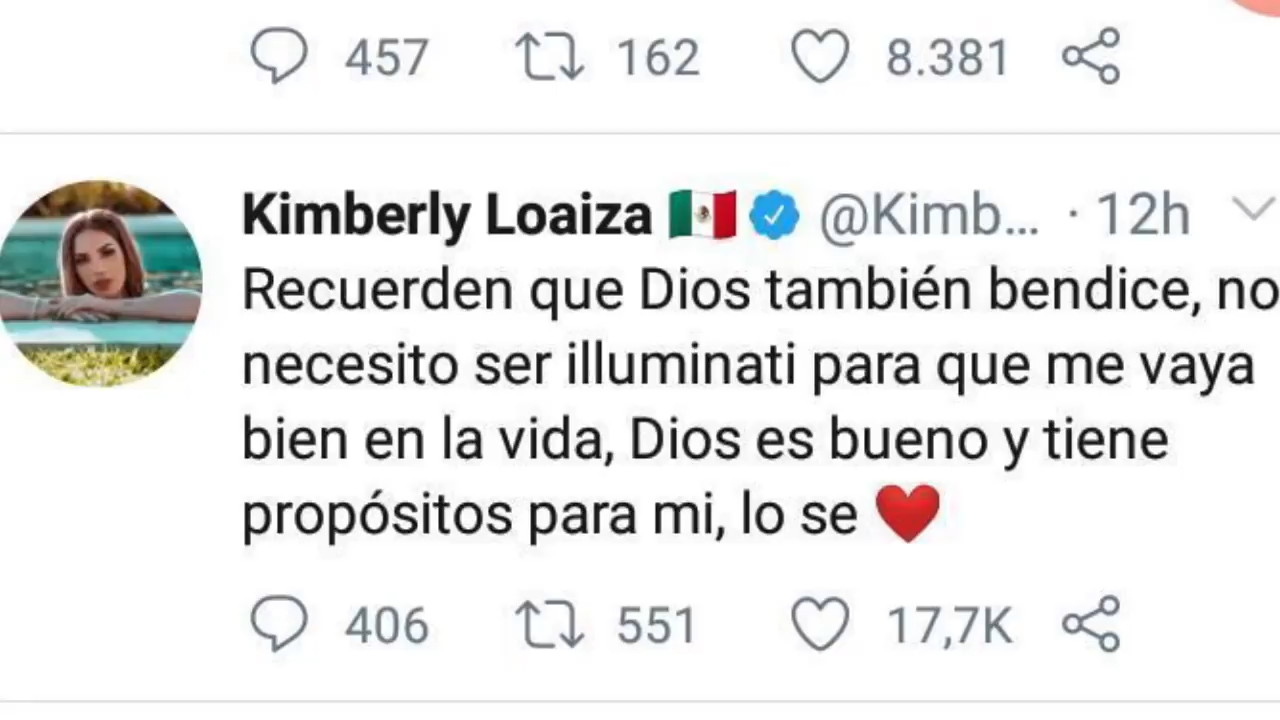 457 162 8.381
Kimberly Loaiza 🇲🇽 @Kimb... · 12h
Recuerden que Dios también bendice, no
necesito ser illuminati para que me vaya
bien en la vida, Dios es bueno y tiene
propósitos para mi, lo se ❤️
406 551 17,7K